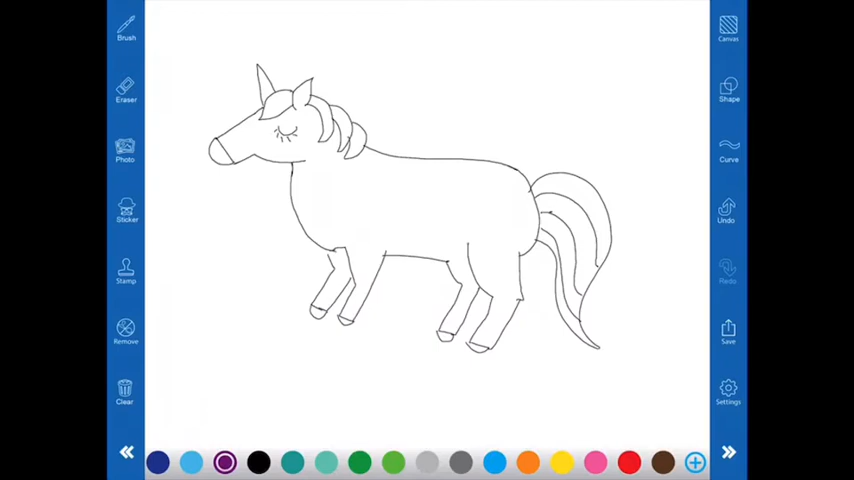 Brush
Eraser
Photo
Sticker
Stamp
Remove
Clear
Canvas
Shape
Curve
Undo
Redo
Save
Settings